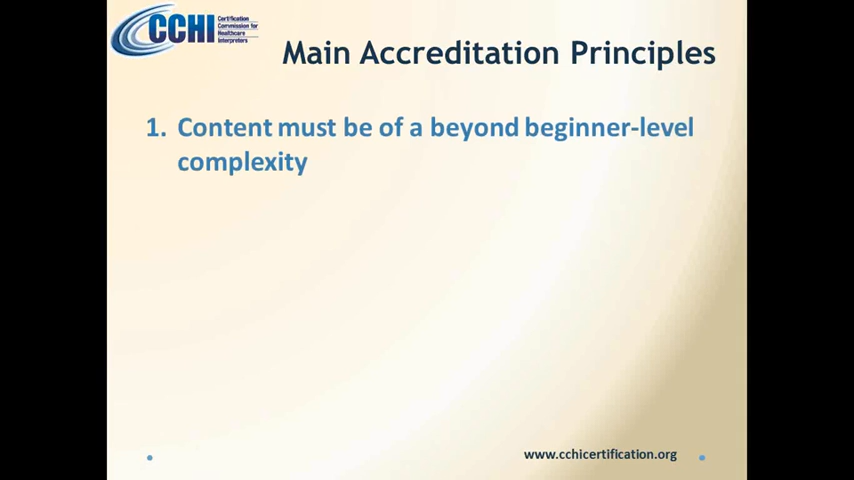 CCHI
Certification
Commission for
Healthcare
Interpreters
Main Accreditation Principles
1. Content must be of a beyond beginner-level
complexity
www.cchicertification.org